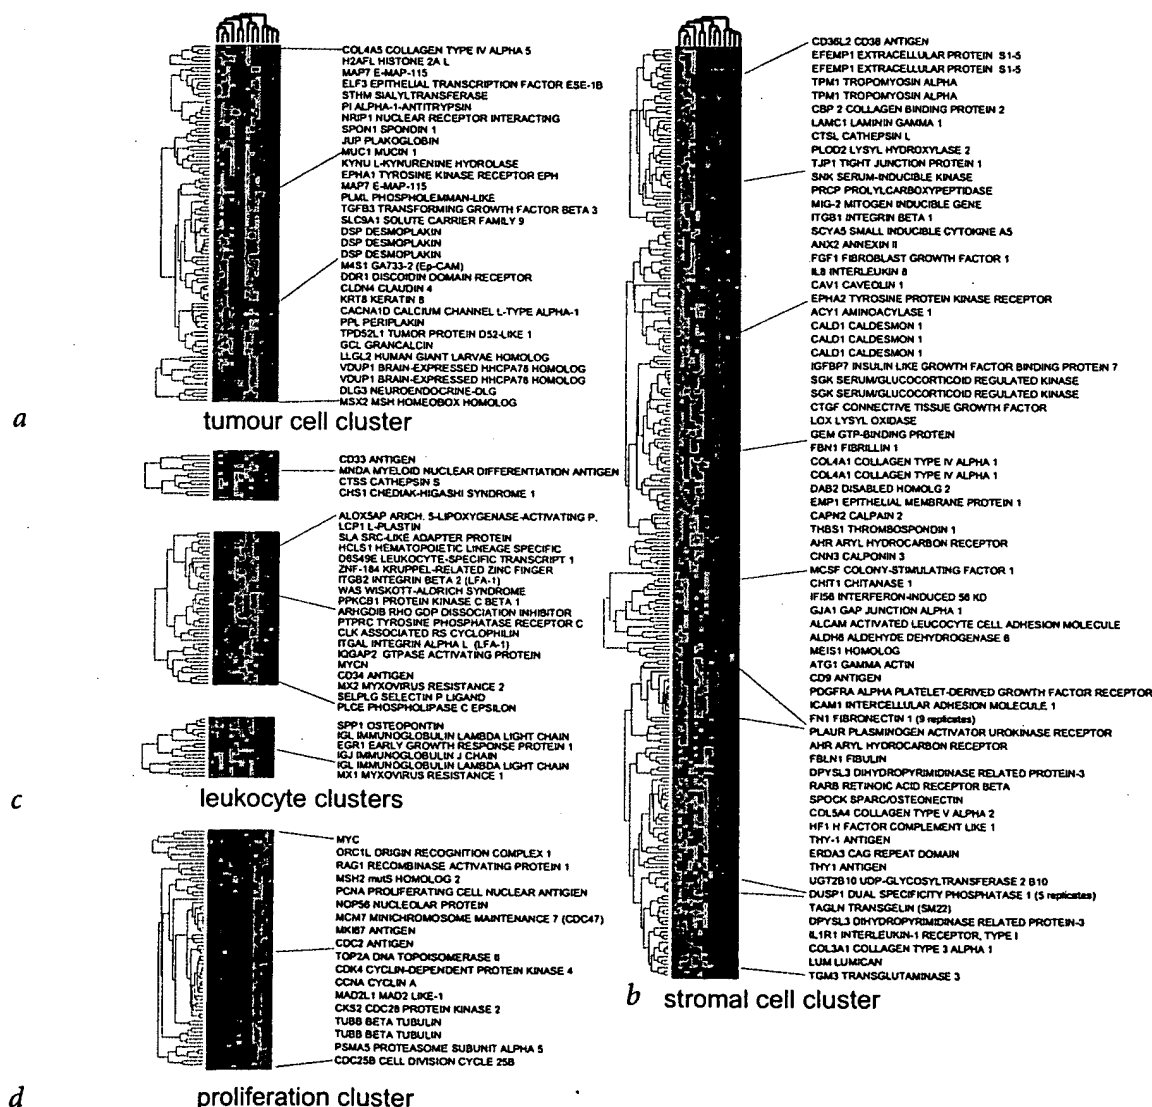 COL4A5 COLLAGEN TYPE IV ALPHA 5
H2AFL HISTONE 2A L
MAP7 E-MAP-115
ELF3 EPITHELIAL TRANSCRIPTION FACTOR ESE-1B
STHM SIALYLTRANSFERASE
PI ALPHA-1-ANTITRYPSIN
NRIP1 NUCLEAR RECEPTOR INTERACTING
SPON1 SPONDIN 1
JUP PLAKOGLOBIN
MUC1 MUCIN 1
KYNU L-KYNURENINE HYDROLASE
EPHA1 TYROSINE KINASE RECEPTOR EPH
MAP7 E-MAP-115
PLML PHOSPHOLEMMAN-LIKE
TGFB3 TRANSFORMING GROWTH FACTOR BETA 3
SLC9A1 SOLUTE CARRIER FAMILY 9
DSP DESMOPLAKIN
DSP DESMOPLAKIN
DSP DESMOPLAKIN
M4S1 GA733-2 (Ep-CAM)
DDR1 DISCOIDIN DOMAIN RECEPTOR
CLDN4 CLAUDIN 4
KRT8 KERATIN 8
CACNA1D CALCIUM CHANNEL L-TYPE ALPHA-1
PPL PERIPLAKIN
TPD52L1 TUMOR PROTEIN D52-LIKE 1
GCL GRANCALCIN
LLGL2 HUMAN GIANT LARVAE HOMOLOG
VDUP1 BRAIN-EXPRESSED HHCPA78 HOMOLOG
VDUP1 BRAIN-EXPRESSED HHCPA78 HOMOLOG
DLG3 NEUROENDOCRINE-DLG
MSX2 MSH HOMEOBOX HOMOLOG
a tumour cell cluster
CD33 ANTIGEN
MNDA MYELOID NUCLEAR DIFFERENTIATION ANTIGEN
CTSS CATHEPSIN S
CHS1 CHEDIAK-HIGASHI SYNDROME 1
ALOX5AP ARICH. 5-LIPOXYGENASE-ACTIVATING P.
LCP1 L-PLASTIN
SLA SRC-LIKE ADAPTER PROTEIN
HCLS1 HEMATOPOIETIC LINEAGE SPECIFIC
D6S49E LEUKOCYTE-SPECIFIC TRANSCRIPT 1
ZNF-184 KRUPPEL-RELATED ZINC FINGER
ITGB2 INTEGRIN BETA 2 (LFA-1)
WAS WISKOTT-ALDRICH SYNDROME
PPKCB1 PROTEIN KINASE C BETA 1
ARHGDIB RHO GDP DISSOCIATION INHIBITOR
PTPRC TYROSINE PHOSPHATASE RECEPTOR C
CLK ASSOCIATED RS CYCLOPHILIN
ITGAL INTEGRIN ALPHA L (LFA-1)
IQGAP2 GTPASE ACTIVATING PROTEIN
MYCN
CD34 ANTIGEN
MX2 MYXOVIRUS RESISTANCE 2
SELPLG SELECTIN P LIGAND
PLCE PHOSPHOLIPASE C EPSILON
SPP1 OSTEOPONTIN
IGL IMMUNOGLOBULIN LAMBDA LIGHT CHAIN
EGR1 EARLY GROWTH RESPONSE PROTEIN 1
IGJ IMMUNOGLOBULIN J CHAIN
IGL IMMUNOGLOBULIN LAMBDA LIGHT CHAIN
MX1 MYXOVIRUS RESISTANCE 1
c leukocyte clusters
MYC
ORC1L ORIGIN RECOGNITION COMPLEX 1
RAG1 RECOMBINASE ACTIVATING PROTEIN 1
MSH2 mutS HOMOLOG 2
PCNA PROLIFERATING CELL NUCLEAR ANTIGIEN
NOP56 NUCLEOLAR PROTEIN
MCM7 MINICHROMOSOME MAINTENANCE 7 (CDC47)
MKI67 ANTIGEN
CDC2 ANTIGEN
TOP2A DNA TOPOISOMERASE II
CDK4 CYCLIN-DEPENDENT PROTEIN KINASE 4
CCNA CYCLIN A
MAD2L1 MAD2 LIKE-1
CKS2 CDC28 PROTEIN KINASE 2
TUBB BETA TUBULIN
TUBB BETA TUBULIN
PSMA5 PROTEASOME SUBUNIT ALPHA 5
CDC25B CELL DIVISION CYCLE 25B
d proliferation cluster
CD36L2 CD36 ANTIGEN
EFEMP1 EXTRACELLULAR PROTEIN S1-5
EFEMP1 EXTRACELLULAR PROTEIN S1-5
TPM1 TROPOMYOSIN ALPHA
TPM1 TROPOMYOSIN ALPHA
CBP 2 COLLAGEN BINDING PROTEIN 2
LAMC1 LAMININ GAMMA 1
CTSL CATHEPSIN L
PLOD2 LYSYL HYDROXYLASE 2
TJP1 TIGHT JUNCTION PROTEIN 1
SNK SERUM-INDUCIBLE KINASE
PRCP PROLYLCARBOXYPEPTIDASE
MIG-2 MITOGEN INDUCIBLE GENE
ITGB1 INTEGRIN BETA 1
SCYA5 SMALL INDUCIBLE CYTOKINE A5
ANX2 ANNEXIN II
FGF1 FIBROBLAST GROWTH FACTOR 1
IL8 INTERLEUKIN 8
CAV1 CAVEOLIN 1
EPHA2 TYROSINE PROTEIN KINASE RECEPTOR
ACY1 AMINOACYLASE 1
CALD1 CALDESMON 1
CALD1 CALDESMON 1
CALD1 CALDESMON 1
IGFBP7 INSULIN LIKE GROWTH FACTOR BINDING PROTEIN 7
SGK SERUM/GLUCOCORTICOID REGULATED KINASE
SGK SERUM/GLUCOCORTICOID REGULATED KINASE
CTGF CONNECTIVE TISSUE GROWTH FACTOR
LOX LYSYL OXIDASE
GEM GTP-BINDING PROTEIN
FBN1 FIBRILLIN 1
COL4A1 COLLAGEN TYPE IV ALPHA 1
COL4A1 COLLAGEN TYPE IV ALPHA 1
DAB2 DISABLED HOMOLG 2
EMP1 EPITHELIAL MEMBRANE PROTEIN 1
CAPN2 CALPAIN 2
THBS1 THROMBOSPONDIN 1
AHR ARYL HYDROCARBON RECEPTOR
CNN3 CALPONIN 3
MCSF COLONY-STIMULATING FACTOR 1
CHIT1 CHITANASE 1
IFI56 INTERFERON-INDUCED 56 KD
GJA1 GAP JUNCTION ALPHA 1
ALCAM ACTIVATED LEUCOCYTE CELL ADHESION MOLECULE
ALDH6 ALDEHYDE DEHYDROGENASE 6
MEIS1 HOMOLOG
ATG1 GAMMA ACTIN
CD9 ANTIGEN
PDGFRA ALPHA PLATELET-DERIVED GROWTH FACTOR RECEPTOR
ICAM1 INTERCELLULAR ADHESION MOLECULE 1
FN1 FIBRONECTIN 1 (9 replicates)
PLAUR PLASMINOGEN ACTIVATOR UROKINASE RECEPTOR
AHR ARYL HYDROCARBON RECEPTOR
FBLN1 FIBULIN
DPYSL3 DIHYDROPYRIMIDINASE RELATED PROTEIN-3
RARB RETINOIC ACID RECEPTOR BETA
SPOCK SPARC/OSTEONECTIN
COL5A4 COLLAGEN TYPE V ALPHA 2
HF1 H FACTOR COMPLEMENT LIKE 1
THY-1 ANTIGEN
ERDA3 CAG REPEAT DOMAIN
THY1 ANTIGEN
UGT2B10 UDP-GLYCOSYLTRANSFERASE 2 B10
DUSP1 DUAL SPECIFICITY PHOSPHATASE 1 (5 replicates)
TAGLN TRANSGELIN (SM22)
DPYSL3 DIHYDROPYRIMIDINASE RELATED PROTEIN-3
IL1R1 INTERLEUKIN-1 RECEPTOR, TYPE I
COL3A1 COLLAGEN TYPE 3 ALPHA 1
LUM LUMICAN
TGM3 TRANSGLUTAMINASE 3
b stromal cell cluster